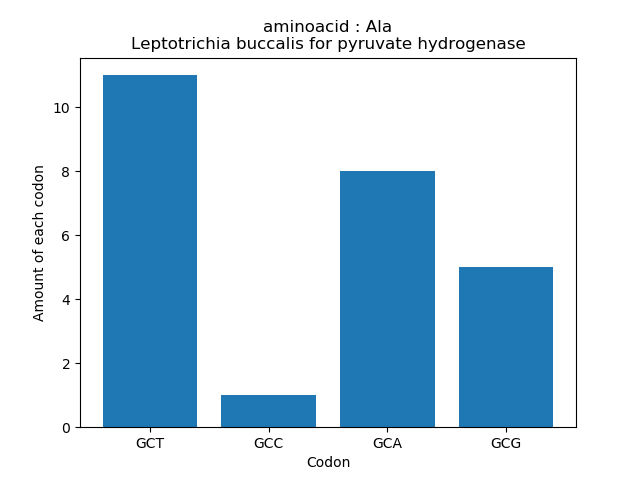 aminoacid : Ala
Leptotrichia buccalis for pyruvate hydrogenase
Amount of each codon
10
8
6
4
2
0
GCT GCC GCA GCG
Codon